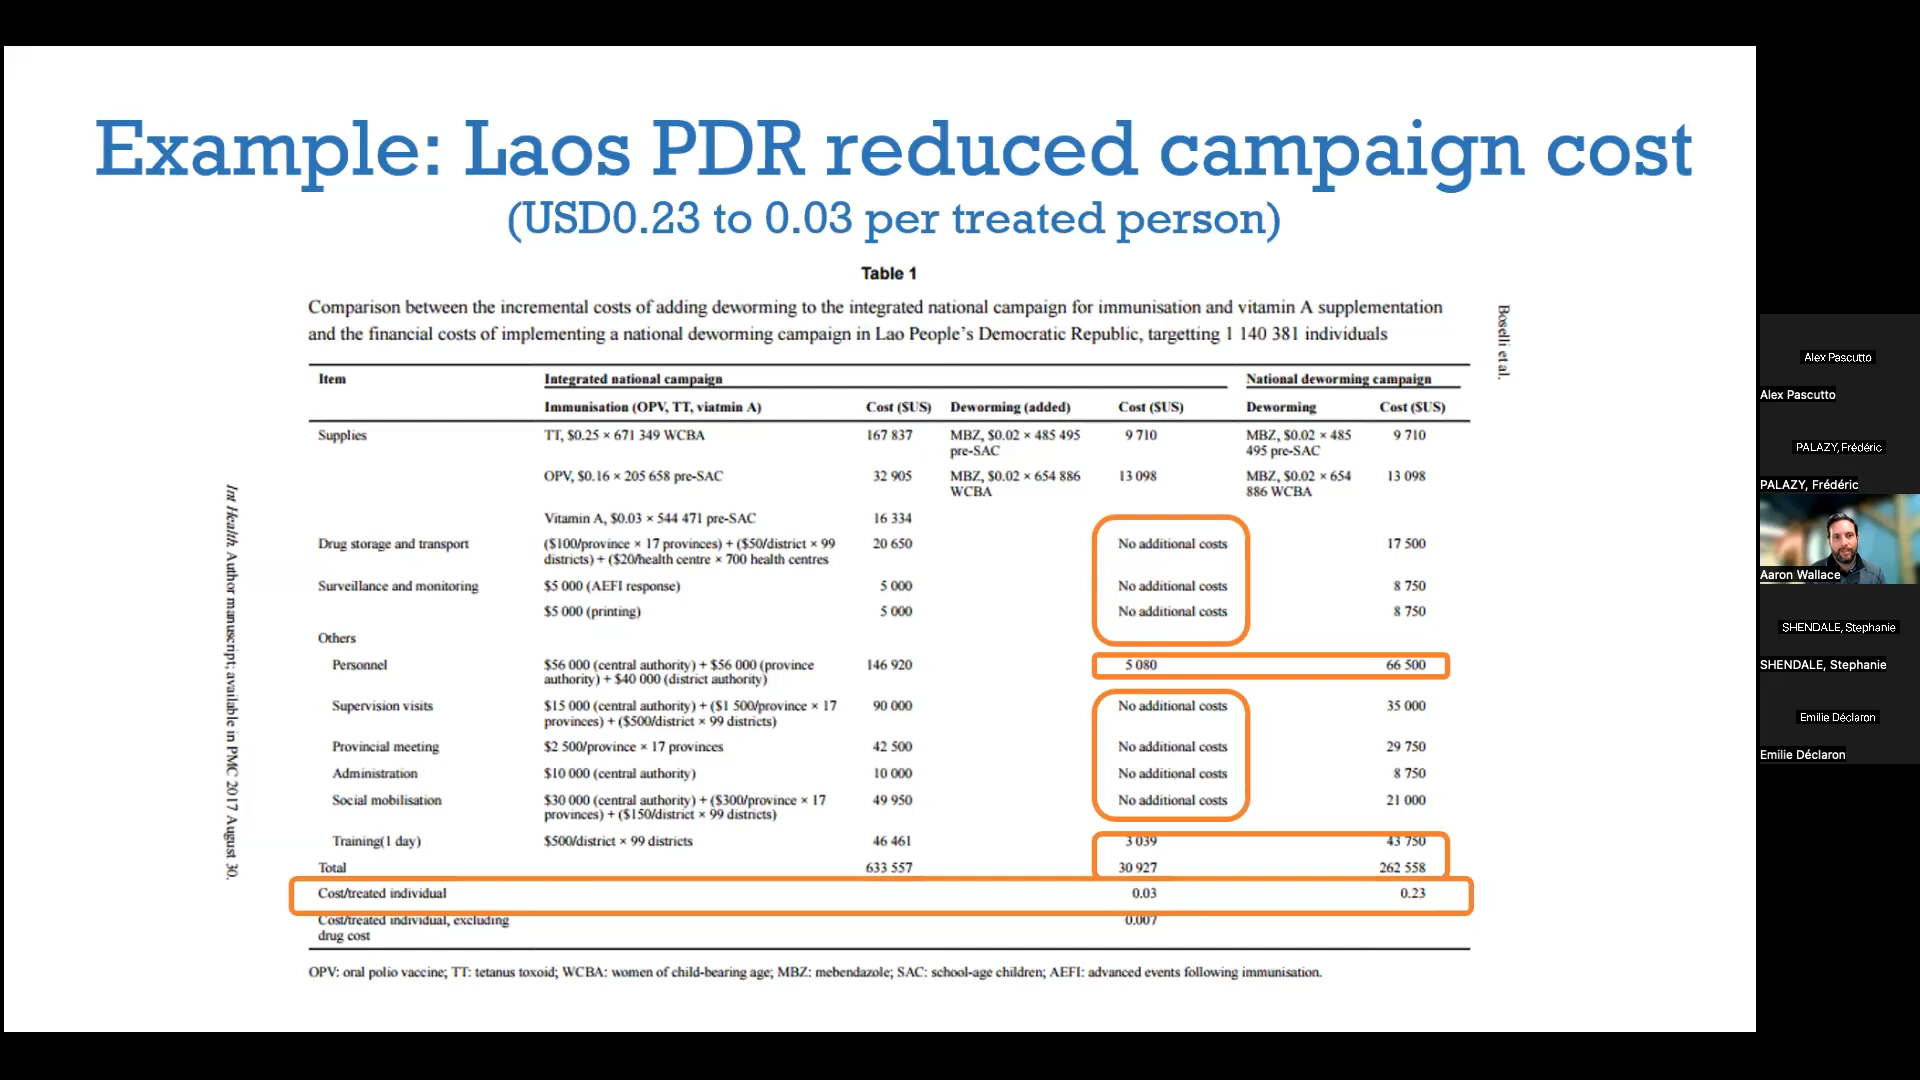 Example: Laos PDR reduced campaign cost
(USD0.23 to 0.03 per treated person)
Table 1
Comparison between the incremental costs of adding deworming to the integrated national campaign for immunisation and vitamin A supplementation
and the financial costs of implementing a national deworming campaign in Lao People's Democratic Republic, targetting 1 140 381 individuals
Item Integrated national campaign National deworming campaign
Immunisation (OPV, TT, viatmin A) Cost ($US) Deworming (added) Cost ($US) Deworming Cost ($US)
Supplies TT, $0.25 × 671 349 WCBA 167 837 MBZ, $0.02 × 485 495 9 710 MBZ, $0.02 × 485 9 710
pre-SAC 495 pre-SAC
OPV, $0.16 × 205 658 pre-SAC 32 905 MBZ, $0.02 × 654 886 13 098 MBZ, $0.02 × 654 13 098
WCBA 886 WCBA
Vitamin A, $0.03 × 544 471 pre-SAC 16 334
Drug storage and transport ($100/province × 17 provinces) + ($50/district × 99 20 650 No additional costs 17 500
districts) + ($20/health centre × 700 health centres
Surveillance and monitoring $5 000 (AEFI response) 5 000 No additional costs 8 750
$5 000 (printing) 5 000 No additional costs 8 750
Others
Personnel $56 000 (central authority) + $56 000 (province 146 920 5 080 66 500
authority) + $40 000 (district authority)
Supervision visits $15 000 (central authority) + ($1 500/province × 17 90 000 No additional costs 35 000
provinces) + ($500/district × 99 districts)
Provincial meeting $2 500/province × 17 provinces 42 500 No additional costs 29 750
Administration $10 000 (central authority) 10 000 No additional costs 8 750
Social mobilisation $30 000 (central authority) + ($300/province × 17 49 950 No additional costs 21 000
provinces) + ($150/district × 99 districts)
Training(1 day) $500/district × 99 districts 46 461 3 039 43 750
Total 633 557 30 927 262 558
Cost/treated individual 0.03 0.23
Cost/treated individual, excluding 0.007
drug cost
OPV: oral polio vaccine; TT: tetanus toxoid; WCBA: women of child-bearing age; MBZ: mebendazole; SAC: school-age children; AEFI: advanced events following immunisation.
Boselli et al.
Int Health. Author manuscript; available in PMC 2017 August 30.
Alex Pascutto
Alex Pascutto
PALAZY, Frédéric
PALAZY, Frédéric
Aaron Wallace
SHENDALE, Stephanie
SHENDALE, Stephanie
Emilie Déclaron
Emilie Déclaron